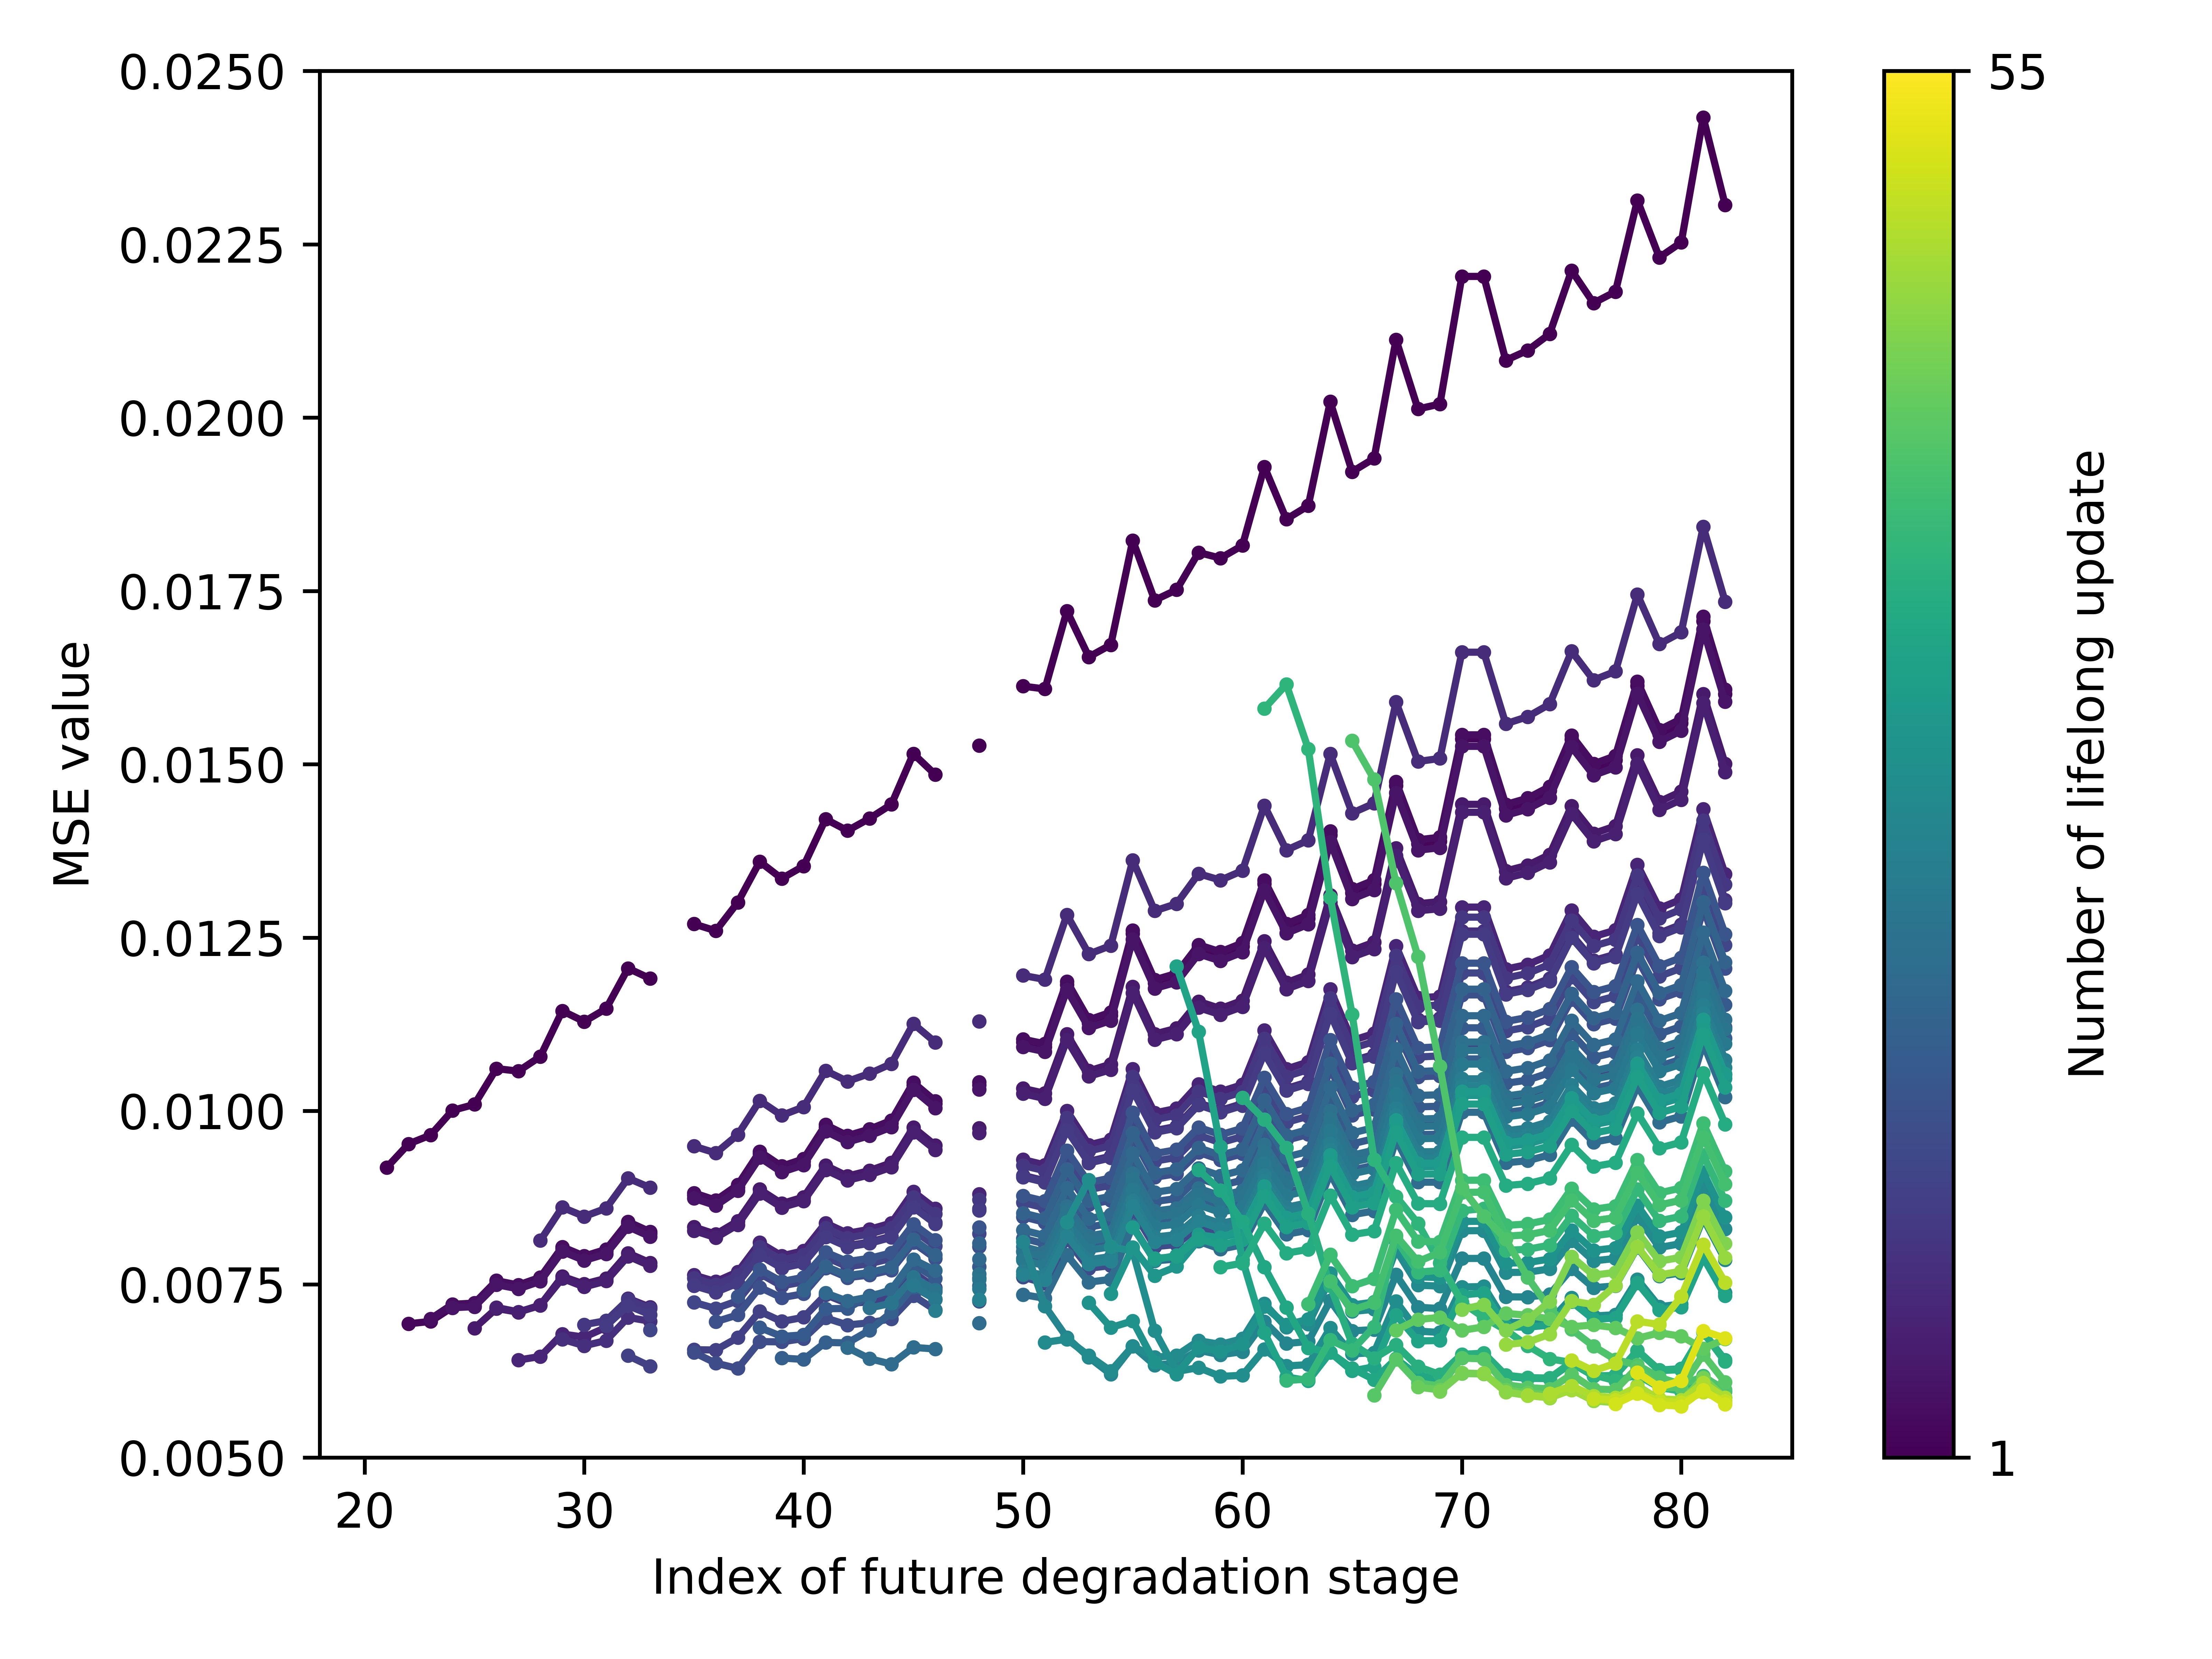 0.0250
0.0225
0.0200
0.0175
0.0150
0.0125
0.0100
0.0075
0.0050
MSE value
20 30 40 50 60 70 80
Index of future degradation stage
55
1
Number of lifelong update